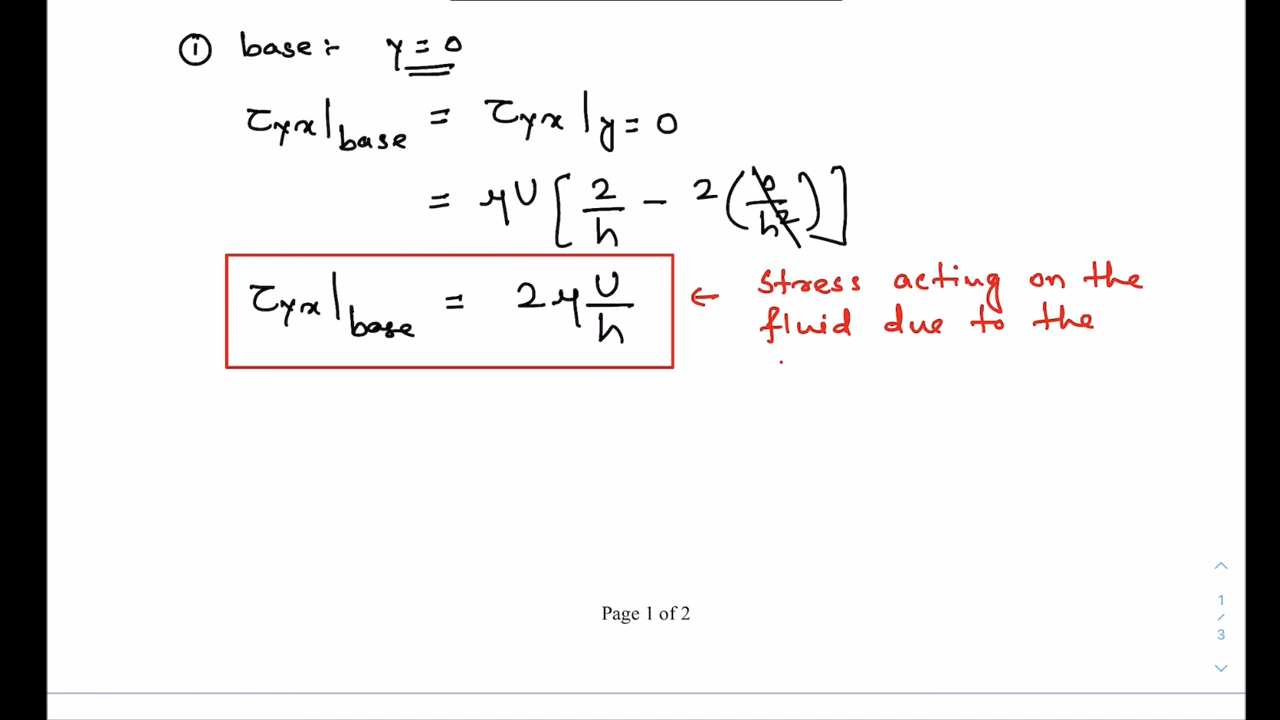 ① base:- y = 0
τyx|base = τyx|y = 0
= μU [ 2/h - 2 ( 0/h² ) ]
τyx|base = 2μ U/h ← stress acting on the
fluid due to the
Page 1 of 2
1
/
3